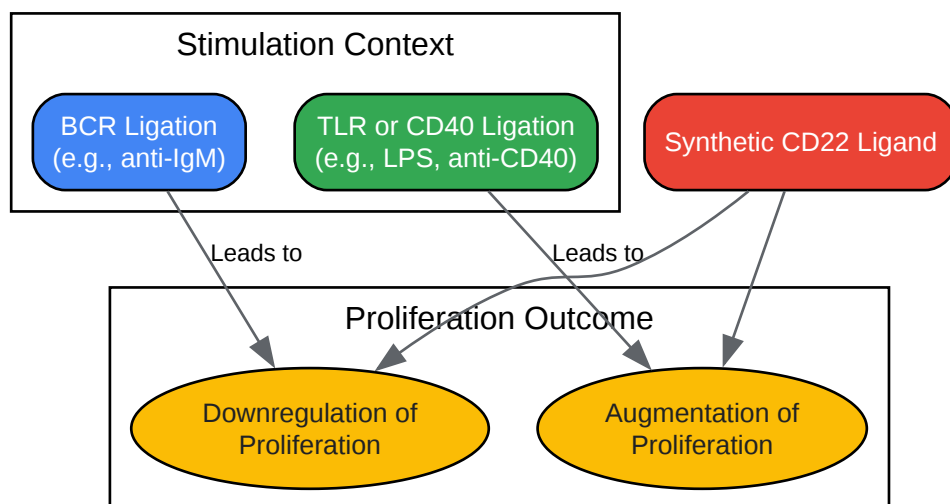 Stimulation Context
BCR Ligation
(e.g., anti-IgM)
TLR or CD40 Ligation
(e.g., LPS, anti-CD40)
Synthetic CD22 Ligand
Leads to
Leads to
Proliferation Outcome
Downregulation of
Proliferation
Augmentation of
Proliferation